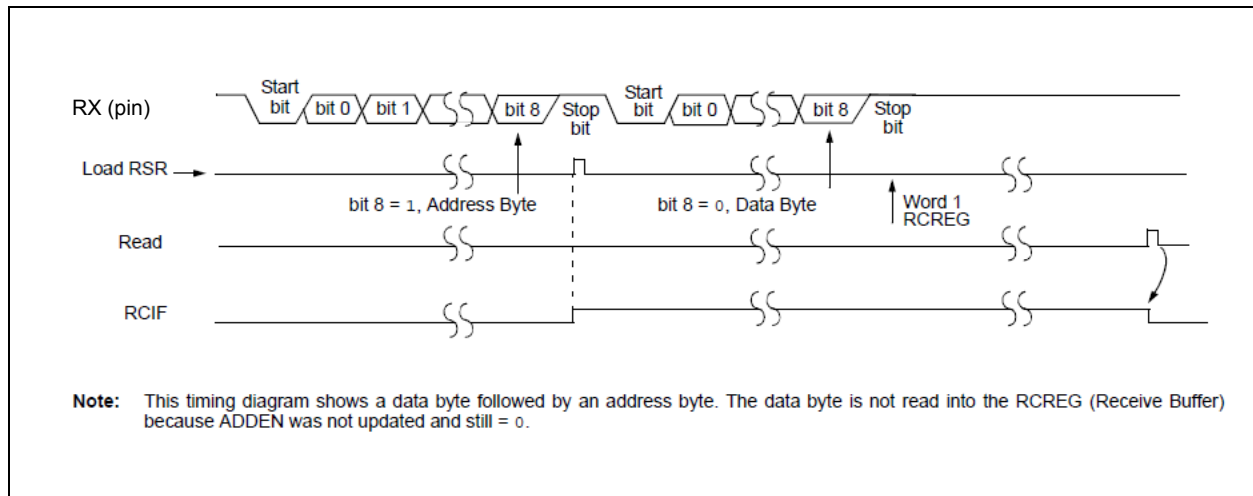 RX (pin)
Start bit
bit 0
bit 1
bit 8
Stop bit
Start bit
bit 0
bit 8
Stop bit
Load RSR
bit 8 = 1, Address Byte
bit 8 = 0, Data Byte
Word 1
RCREG
Read
RCIF
Note: This timing diagram shows a data byte followed by an address byte. The data byte is not read into the RCREG (Receive Buffer)
because ADDEN was not updated and still = 0.